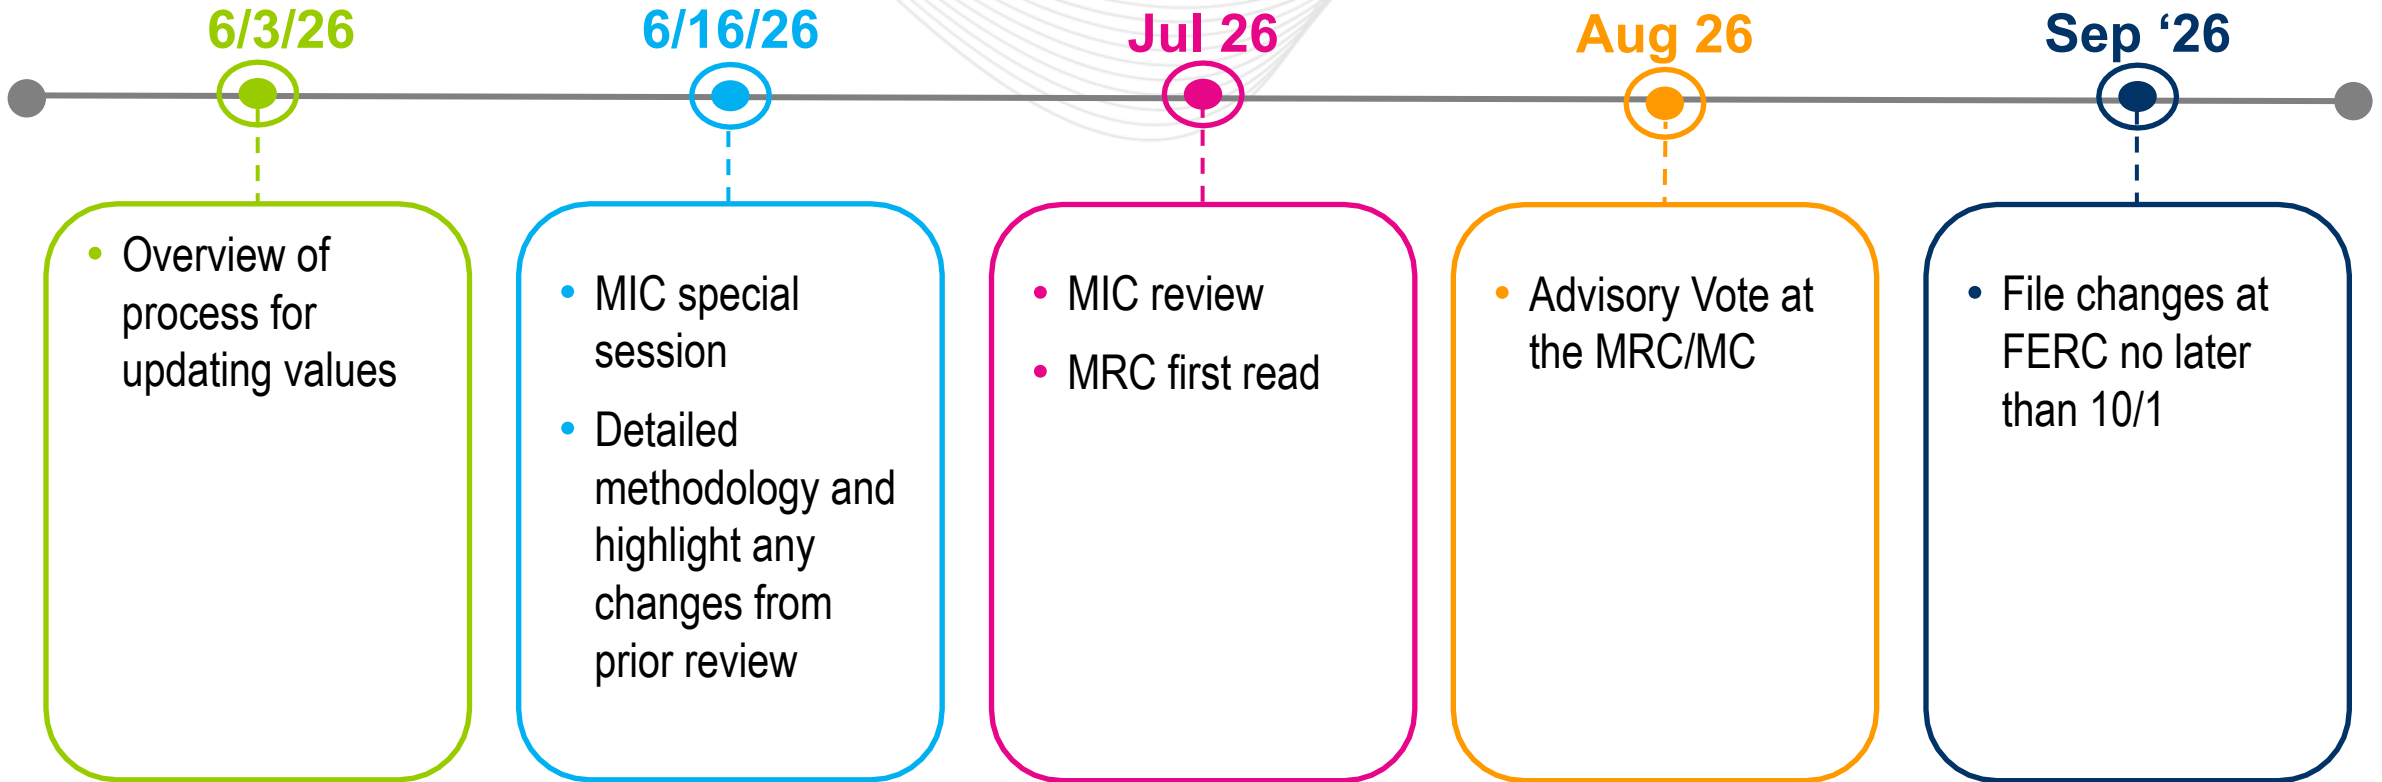 6/3/26
6/16/26
Jul 26
Aug 26
Sep ‘26
• Overview of
process for
updating values
• MIC special
session
• Detailed
methodology and
highlight any
changes from
prior review
• MIC review
• MRC first read
• Advisory Vote at
the MRC/MC
• File changes at
FERC no later
than 10/1